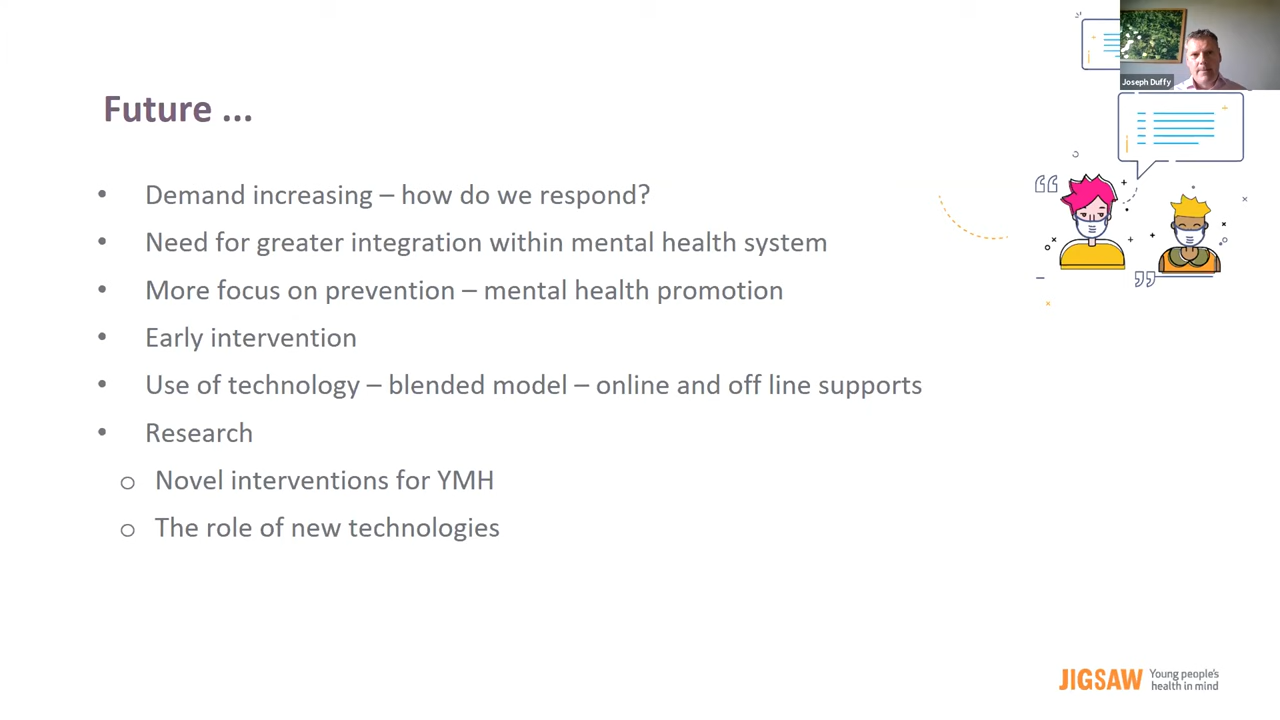 Joseph Duffy
Future ...
• Demand increasing – how do we respond?
• Need for greater integration within mental health system
• More focus on prevention – mental health promotion
• Early intervention
• Use of technology – blended model – online and off line supports
• Research
o Novel interventions for YMH
o The role of new technologies
JIGSAW
Young people's
health in mind